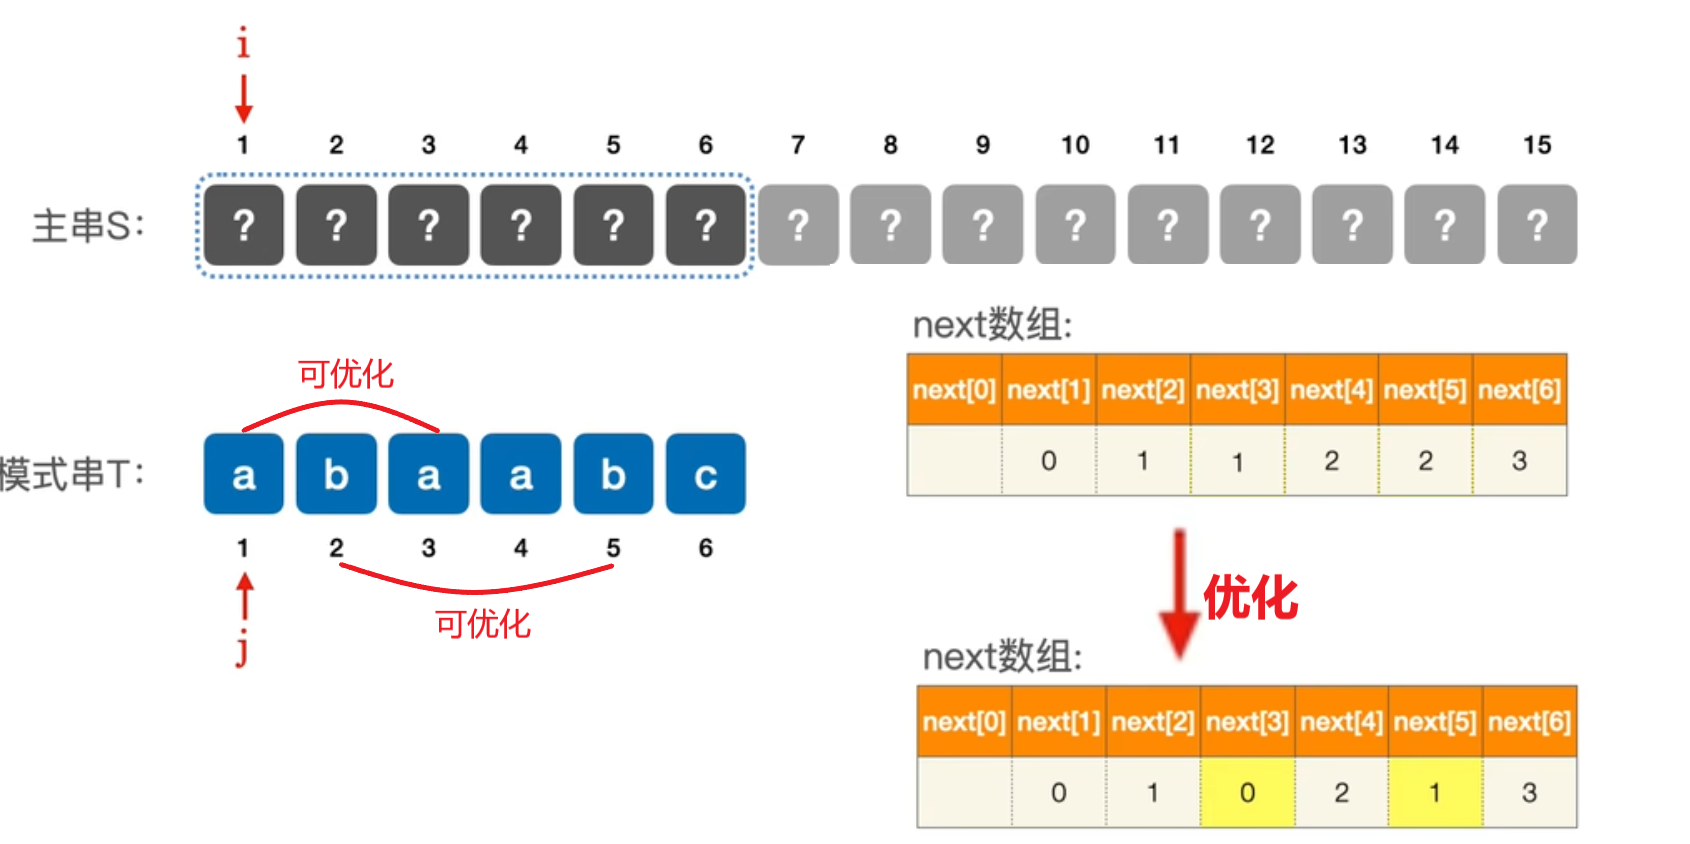 i
1 2 3 4 5 6 7 8 9 10 11 12 13 14 15
主串S: ? ? ? ? ? ? ? ? ? ? ? ? ? ? ?
next数组:
next[0] next[1] next[2] next[3] next[4] next[5] next[6]
0 1 1 2 2 3
可优化
模式串T: a b a a b c
1 2 3 4 5 6
可优化
j
优化
next数组:
next[0] next[1] next[2] next[3] next[4] next[5] next[6]
0 1 0 2 1 3